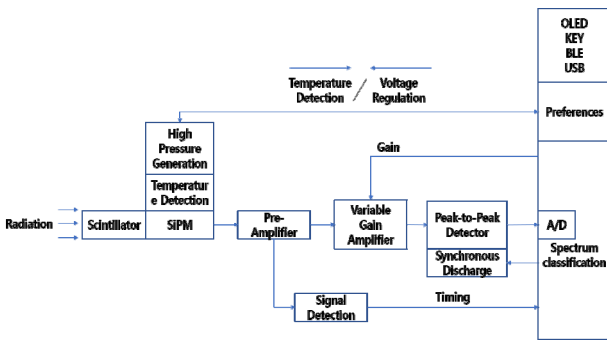 OLED
KEY
BLE
USB
Temperature
Detection
/
Voltage
Regulation
Preferences
High
Pressure
Generation
Gain
Temperatur
e Detection
Radiation
Scintillator
SiPM
Pre-
Amplifier
Variable
Gain
Amplifier
Peak-to-Peak
Detector
A/D
Synchronous
Discharge
Spectrum
classification
Signal
Detection
Timing